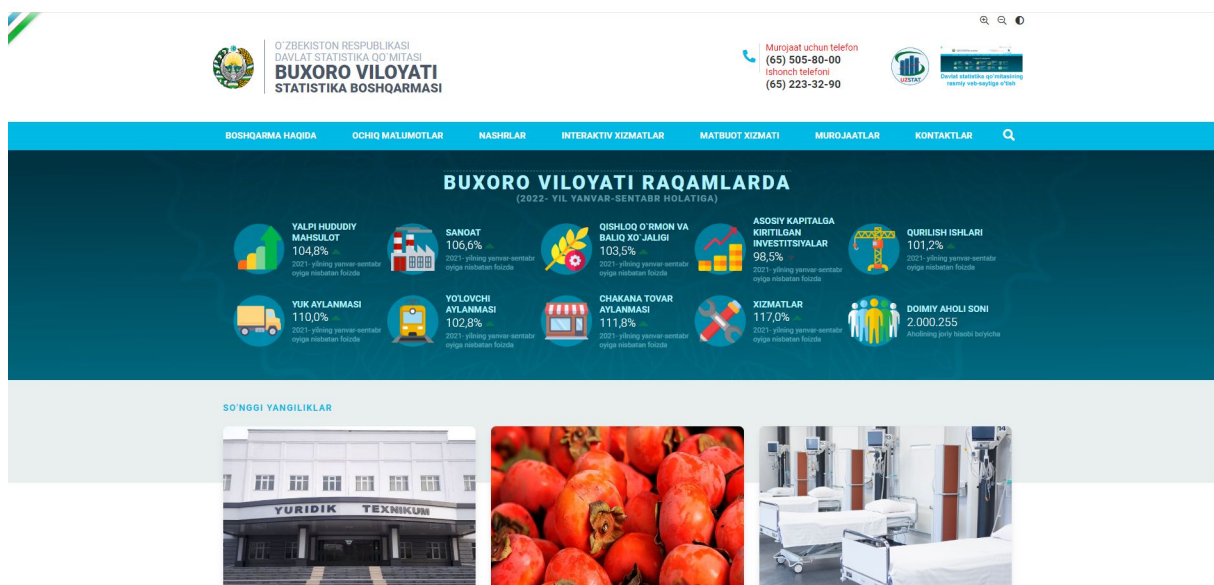 O`ZBEKISTON RESPUBLIKASI
DAVLAT STATISTIKA QO`MITASI
BUXORO VILOYATI
STATISTIKA BOSHQARMASI
Murojaat uchun telefon
(65) 505-80-00
Ishonch telefoni
(65) 223-32-90
UZSTAT
Davlat statistika qo'mitasining
rasmiy veb-saytiga o'tish
BOSHQARMA HAQIDA OCHIQ MA'LUMOTLAR NASHRLAR INTERAKTIV XIZMATLAR MATBUOT XIZMATI MUROJAATLAR KONTAKTLAR
BUXORO VILOYATI RAQAMLARDA
(2022- YIL YANVAR-SENTABR HOLATIGA)
YALPI HUDUDIY
MAHSULOT
104,8%
2021- yilning yanvar-sentabr
oyiga nisbatan foizda
SANOAT
106,6%
2021- yilning yanvar-sentabr
oyiga nisbatan foizda
QISHLOQ O`RMON VA
BALIQ XO`JALIGI
103,5%
2021- yilning yanvar-sentabr
oyiga nisbatan foizda
ASOSIY KAPITALGA
KIRITILGAN
INVESTITSIYALAR
98,5%
2021- yilning yanvar-sentabr
oyiga nisbatan foizda
QURILISH ISHLARI
101,2%
2021- yilning yanvar-sentabr
oyiga nisbatan foizda
YUK AYLANMASI
110,0%
2021- yilning yanvar-sentabr
oyiga nisbatan foizda
YO'LOVCHI
AYLANMASI
102,8%
2021- yilning yanvar-sentabr
oyiga nisbatan foizda
CHAKANA TOVAR
AYLANMASI
111,8%
2021- yilning yanvar-sentabr
oyiga nisbatan foizda
XIZMATLAR
117,0%
2021- yilning yanvar-sentabr
oyiga nisbatan foizda
DOIMIY AHOLI SONI
2.000.255
Aholining joriy hisobi bo'yicha
SO'NGGI YANGILIKLAR
YURIDIK TEXNIKUM